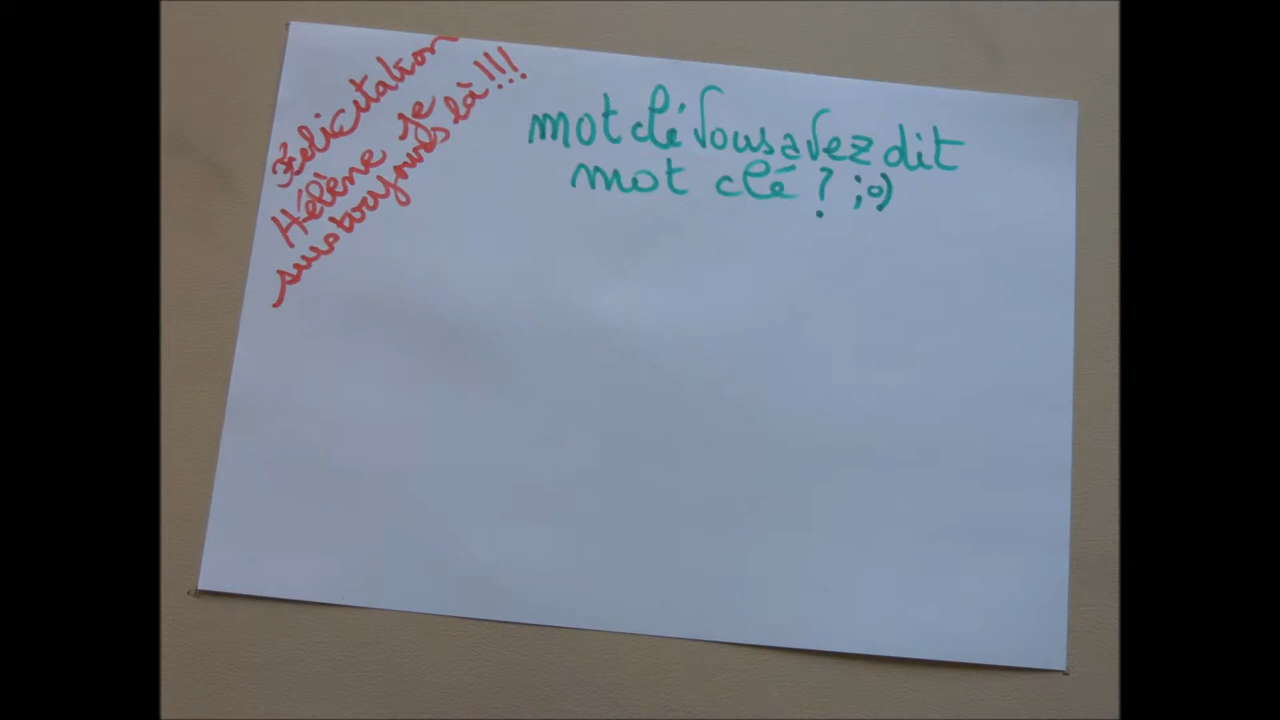 Félicitation
Hélène je
suis toujours là!!!
mot clé vous avez dit
mot clé ? ;o)